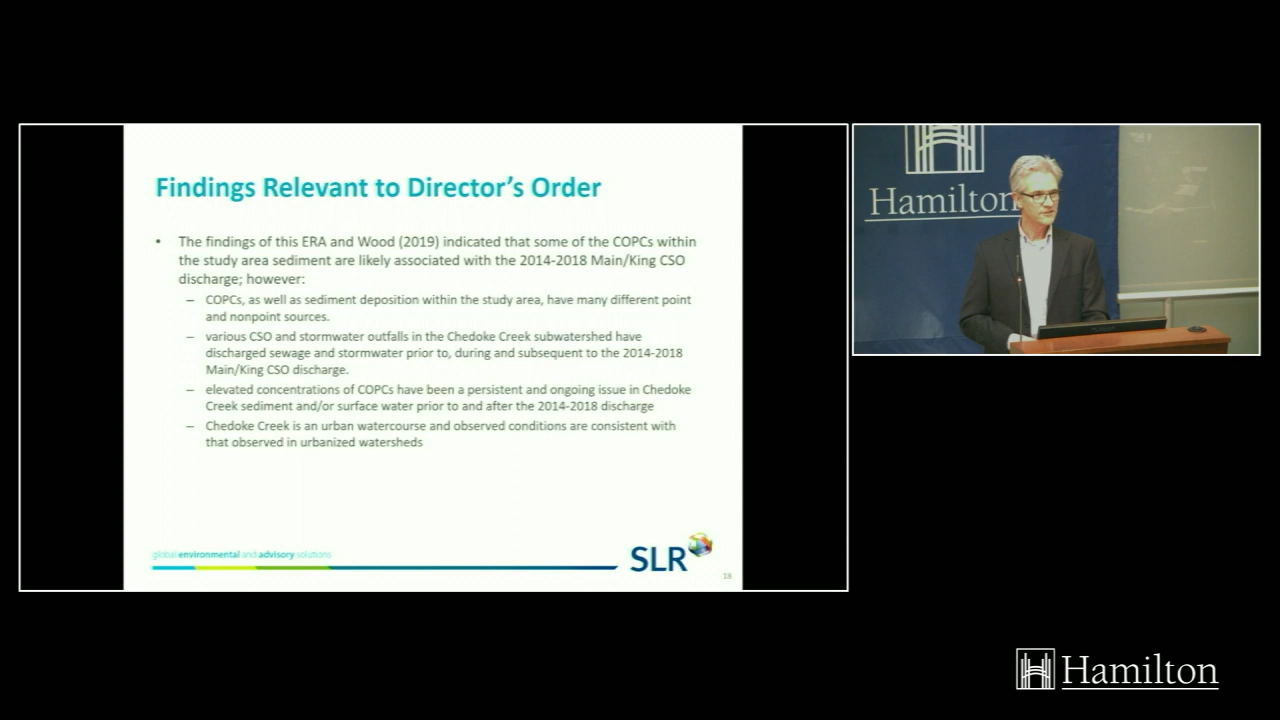 Findings Relevant to Director's Order
• The findings of this ERA and Wood (2019) indicated that some of the COPCs within
the study area sediment are likely associated with the 2014-2018 Main/King CSO
discharge; however:
– COPCs, as well as sediment deposition within the study area, have many different point
and nonpoint sources.
– various CSO and stormwater outfalls in the Chedoke Creek subwatershed have
discharged sewage and stormwater prior to, during and subsequent to the 2014-2018
Main/King CSO discharge.
– elevated concentrations of COPCs have been a persistent and ongoing issue in Chedoke
Creek sediment and/or surface water prior to and after the 2014-2018 discharge
– Chedoke Creek is an urban watercourse and observed conditions are consistent with
that observed in urbanized watersheds
global environmental and advisory solutions
SLR
18
Hamilton
Hamilton